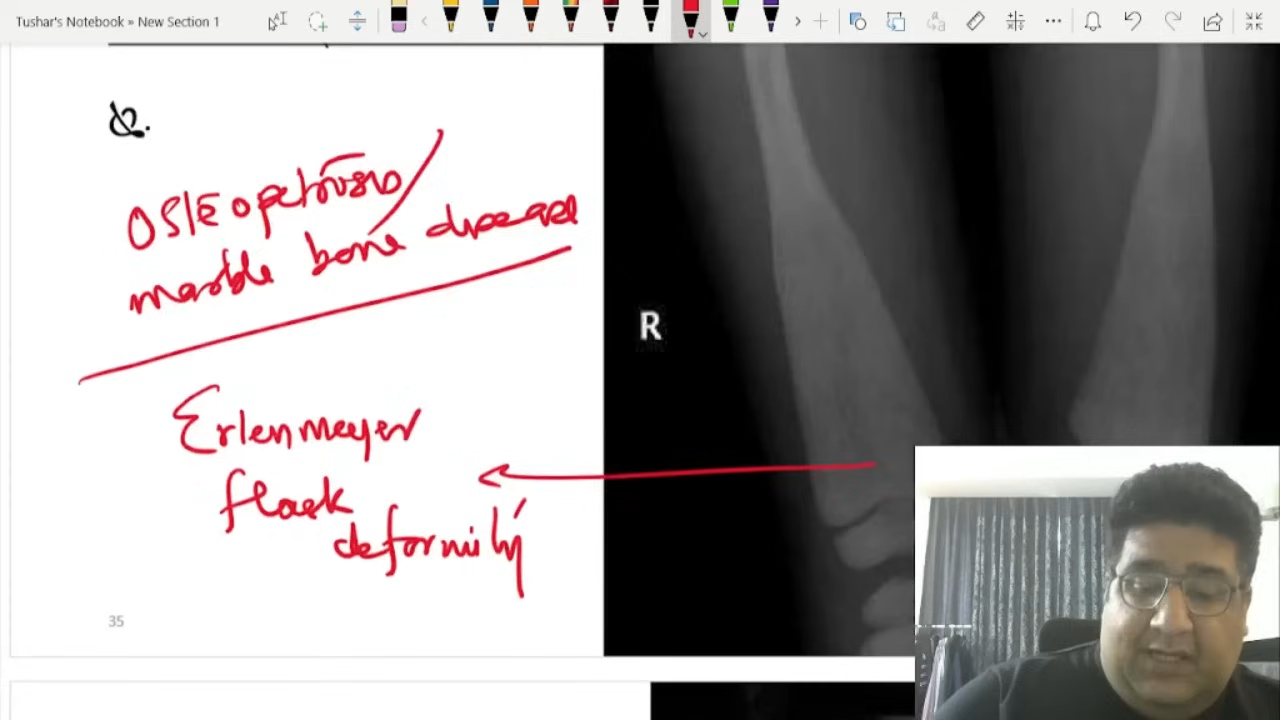 Tushar's Notebook » New Section 1
Q.
Osteopetrosis /
marble bone disease
Erlenmeyer
flask
deformity
R
35